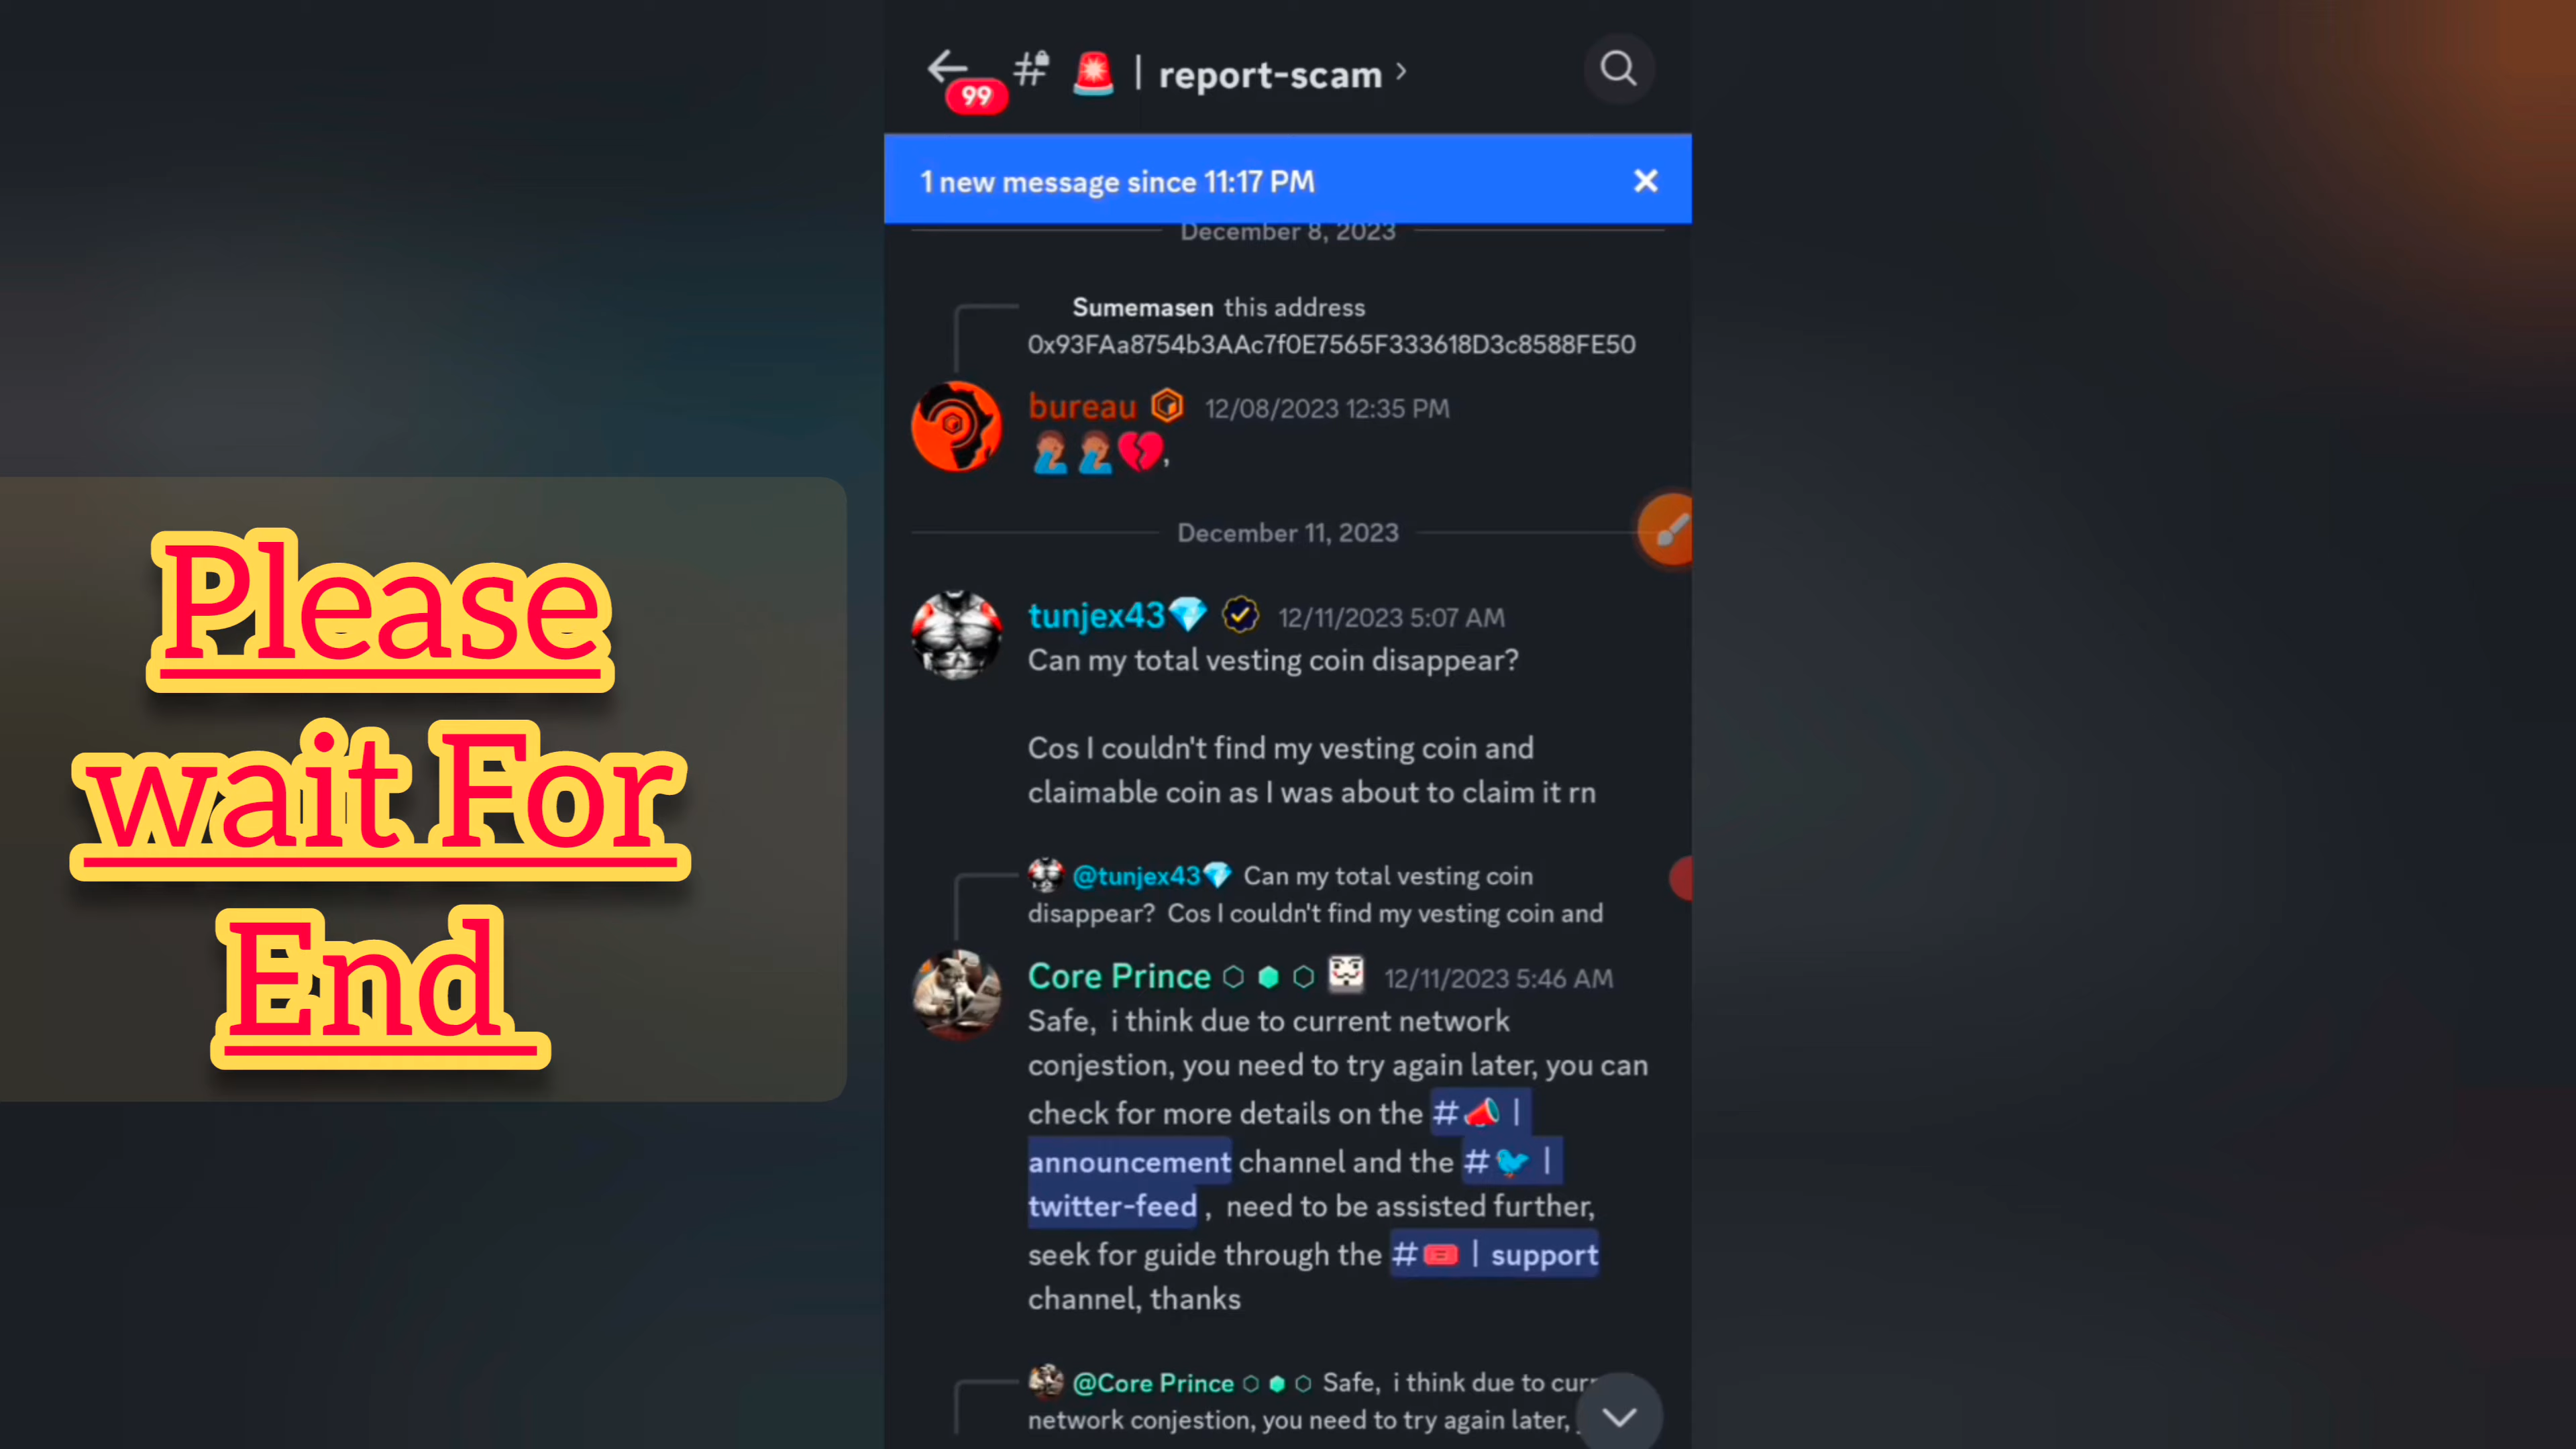 99
# | report-scam >
1 new message since 11:17 PM
December 8, 2023
Sumemasen this address
0x93FAa8754b3AAc7f0E7565F333618D3c8588FE50
bureau 12/08/2023 12:35 PM
,
December 11, 2023
tunjex43 12/11/2023 5:07 AM
Can my total vesting coin disappear?
Cos I couldn't find my vesting coin and
claimable coin as I was about to claim it rn
@tunjex43 Can my total vesting coin
disappear? Cos I couldn't find my vesting coin and
Core Prince 12/11/2023 5:46 AM
Safe, i think due to current network
conjestion, you need to try again later, you can
check for more details on the # |
announcement channel and the # |
twitter-feed , need to be assisted further,
seek for guide through the # | support
channel, thanks
@Core Prince Safe, i think due to
network conjestion, you need to try again later,
Please
wait For
End